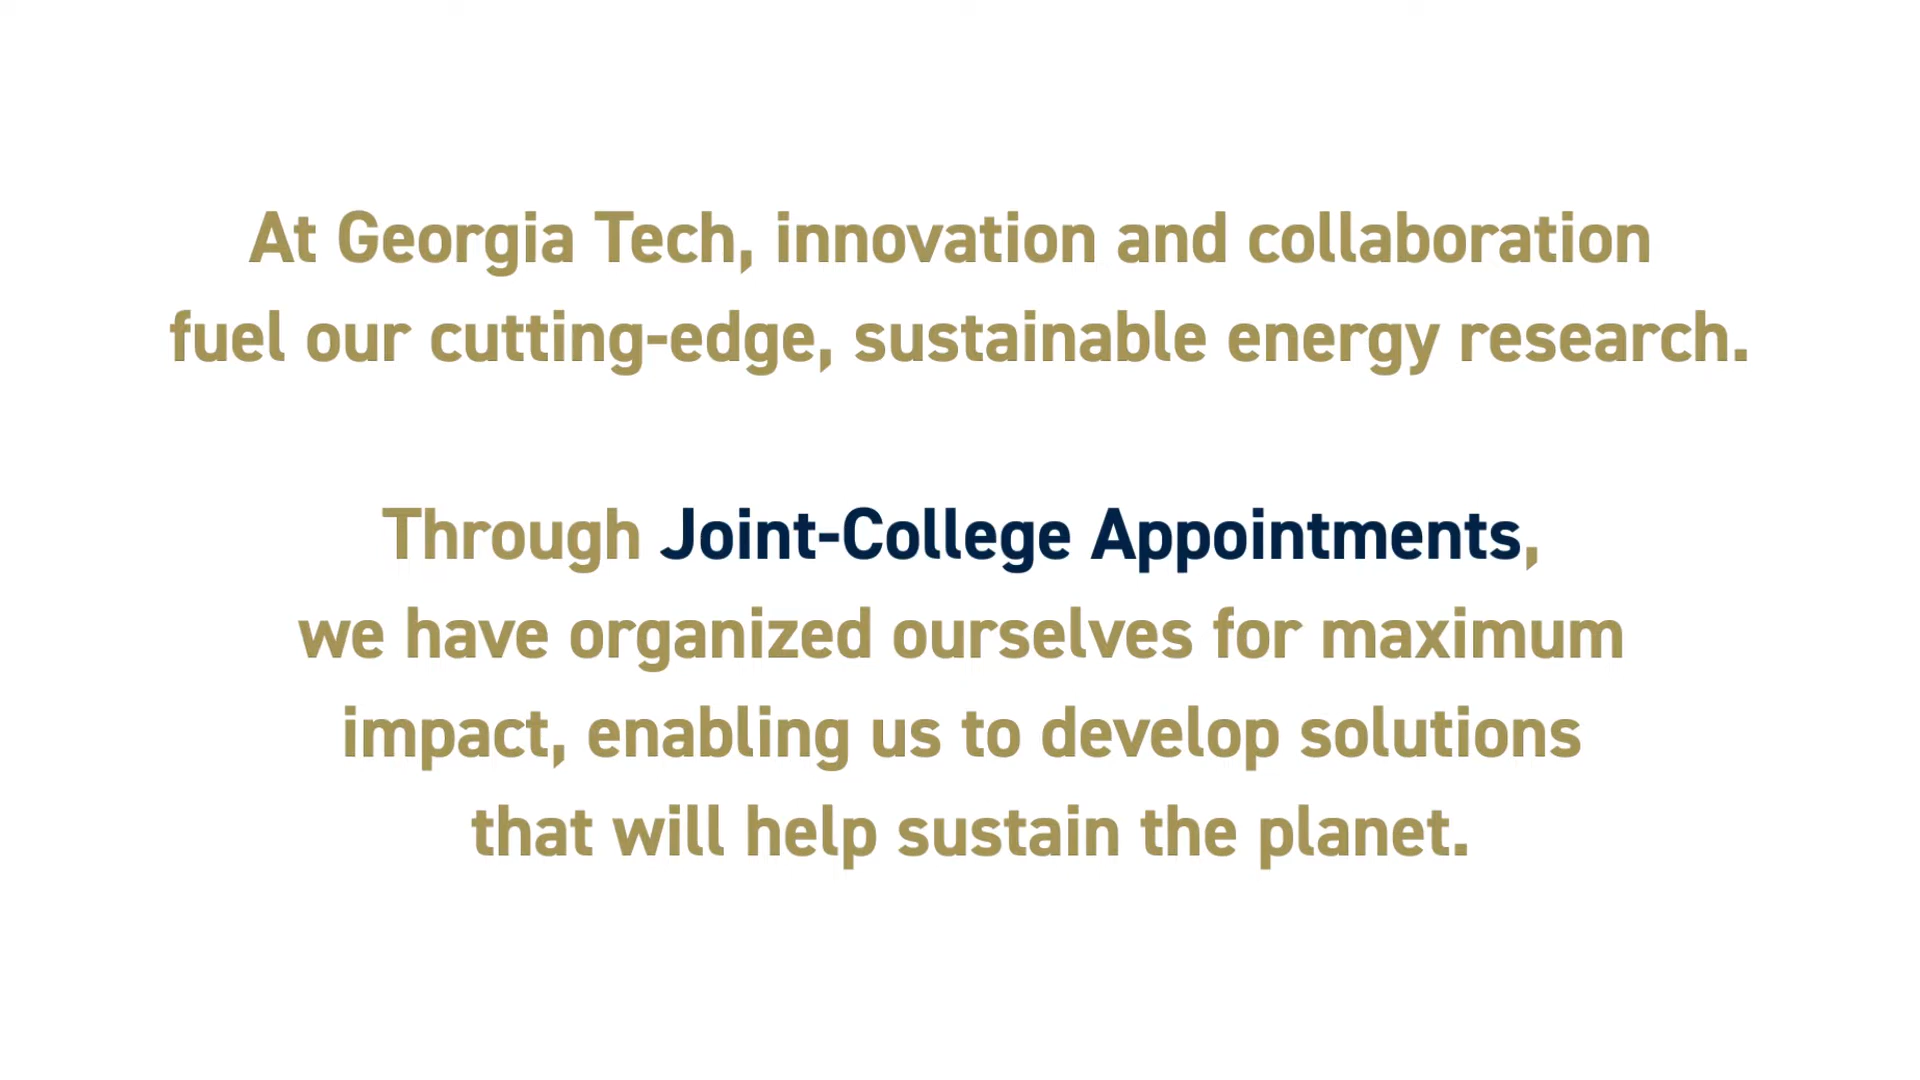 At Georgia Tech, innovation and collaboration
fuel our cutting-edge, sustainable energy research.
Through Joint-College Appointments,
we have organized ourselves for maximum
impact, enabling us to develop solutions
that will help sustain the planet.